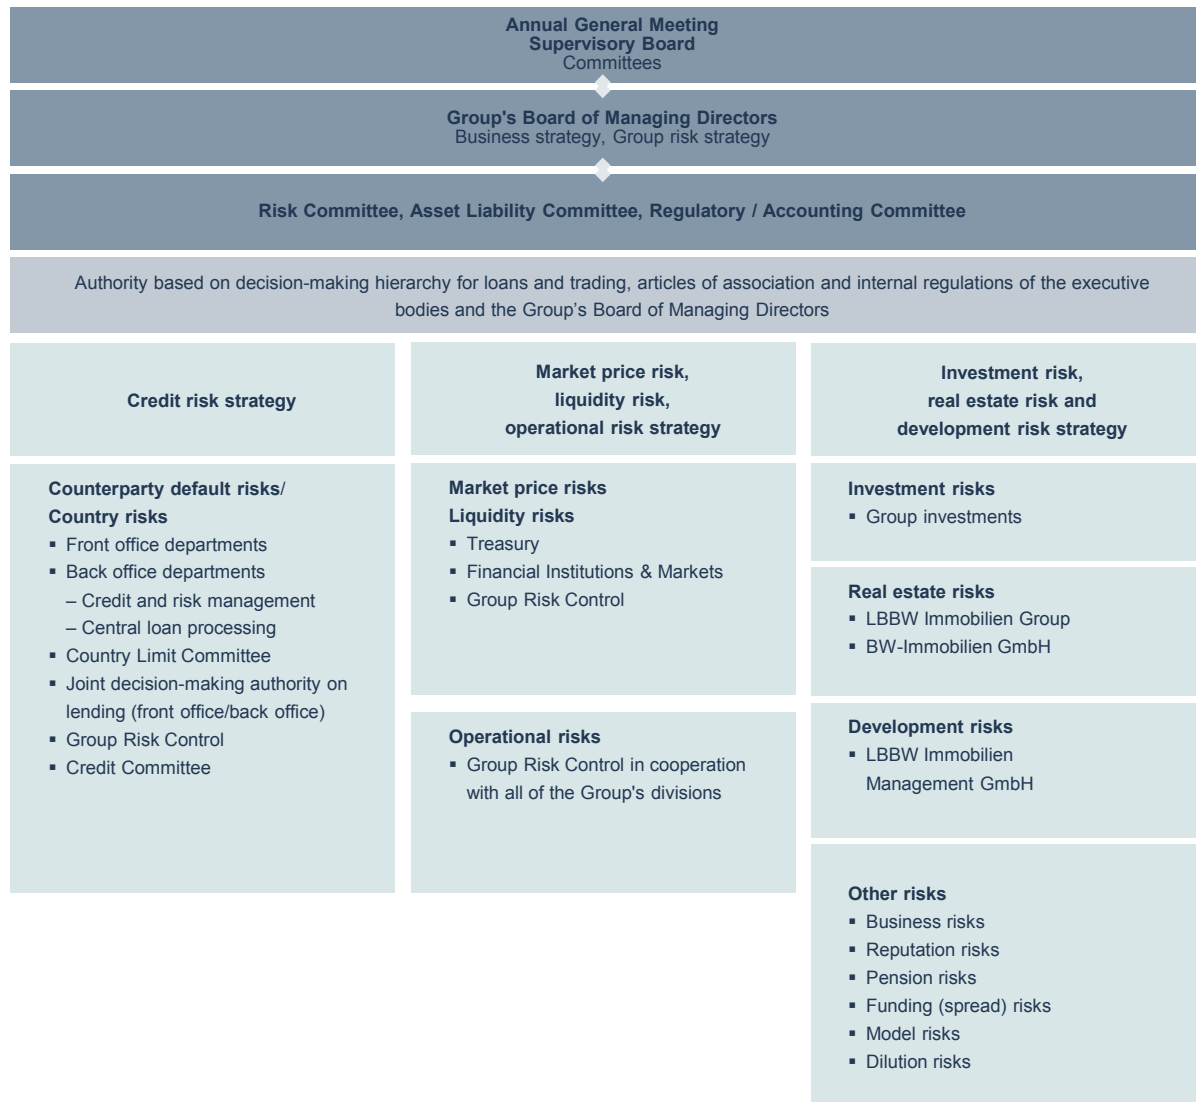 Annual General Meeting
Supervisory Board
Committees
Group's Board of Managing Directors
Business strategy, Group risk strategy
Risk Committee, Asset Liability Committee, Regulatory / Accounting Committee
Authority based on decision-making hierarchy for loans and trading, articles of association and internal regulations of the executive
bodies and the Group’s Board of Managing Directors
Credit risk strategy
Counterparty default risks/
Country risks
▪ Front office departments
▪ Back office departments
– Credit and risk management
– Central loan processing
▪ Country Limit Committee
▪ Joint decision-making authority on
lending (front office/back office)
▪ Group Risk Control
▪ Credit Committee
Market price risk,
liquidity risk,
operational risk strategy
Market price risks
Liquidity risks
▪ Treasury
▪ Financial Institutions & Markets
▪ Group Risk Control
Operational risks
▪ Group Risk Control in cooperation
with all of the Group's divisions
Investment risk,
real estate risk and
development risk strategy
Investment risks
▪ Group investments
Real estate risks
▪ LBBW Immobilien Group
▪ BW-Immobilien GmbH
Development risks
▪ LBBW Immobilien
Management GmbH
Other risks
▪ Business risks
▪ Reputation risks
▪ Pension risks
▪ Funding (spread) risks
▪ Model risks
▪ Dilution risks